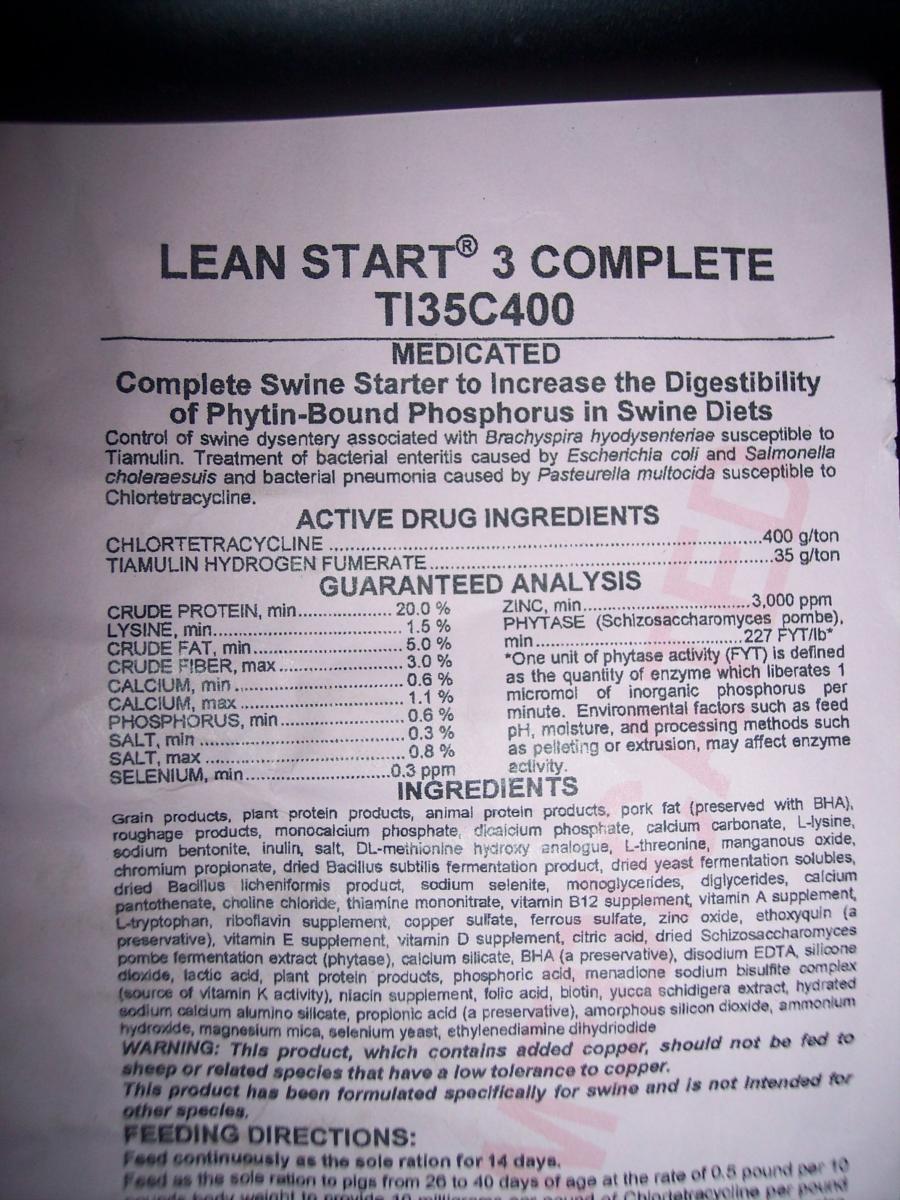 LEAN START® 3 COMPLETE
TI35C400
MEDICATED
Complete Swine Starter to Increase the Digestibility
of Phytin-Bound Phosphorus in Swine Diets
Control of swine dysentery associated with Brachyspira hyodysenteriae susceptible to
Tiamulin. Treatment of bacterial enteritis caused by Escherichia coli and Salmonella
choleraesuis and bacterial pneumonia caused by Pasteurella multocida susceptible to
Chlortetracycline.
ACTIVE DRUG INGREDIENTS
CHLORTETRACYCLINE ........ 400 g/ton
TIAMULIN HYDROGEN FUMERATE ........ 35 g/ton
GUARANTEED ANALYSIS
CRUDE PROTEIN, min ........ 20.0 %
LYSINE, min ........ 1.5 %
CRUDE FAT, min ........ 5.0 %
CRUDE FIBER, max ........ 3.0 %
CALCIUM, min ........ 0.6 %
CALCIUM, max ........ 1.1 %
PHOSPHORUS, min ........ 0.6 %
SALT, min ........ 0.3 %
SALT, max ........ 0.8 %
SELENIUM, min ........ 0.3 ppm
ZINC, min ........ 3,000 ppm
PHYTASE (Schizosaccharomyces pombe),
min ........ 227 FYT/lb*
*One unit of phytase activity (FYT) is defined
as the quantity of enzyme which liberates 1
micromol of inorganic phosphorus per
minute. Environmental factors such as feed
pH, moisture, and processing methods such
as pelleting or extrusion, may affect enzyme
activity.
INGREDIENTS
Grain products, plant protein products, animal protein products, pork fat (preserved with BHA),
roughage products, monocalcium phosphate, dicalcium phosphate, calcium carbonate, L-lysine,
sodium bentonite, inulin, salt, DL-methionine hydroxy analogue, L-threonine, manganous oxide,
chromium propionate, dried Bacillus subtilis fermentation product, dried yeast fermentation solubles,
dried Bacillus licheniformis product, sodium selenite, monoglycerides, diglycerides, calcium
pantothenate, choline chloride, thiamine mononitrate, vitamin B12 supplement, vitamin A supplement,
L-tryptophan, riboflavin supplement, copper sulfate, ferrous sulfate, zinc oxide, ethoxyquin (a
preservative), vitamin E supplement, vitamin D supplement, citric acid, dried Schizosaccharomyces
pombe fermentation extract (phytase), calcium silicate, BHA (a preservative), disodium EDTA, silicone
dioxide, lactic acid, plant protein products, phosphoric acid, menadione sodium bisulfite complex
(source of vitamin K activity), niacin supplement, folic acid, biotin, yucca schidigera extract, hydrated
sodium calcium alumino silicate, propionic acid (a preservative), amorphous silicon dioxide, ammonium
hydroxide, magnesium mica, selenium yeast, ethylenediamine dihydriodide
WARNING: This product, which contains added copper, should not be fed to
sheep or related species that have a low tolerance to copper.
This product has been formulated specifically for swine and is not intended for
other species.
FEEDING DIRECTIONS:
Feed continuously as the sole ration for 14 days.
Feed as the sole ration to pigs from 26 to 40 days of age at the rate of 0.5 pound per 10
pounds body weight to provide 10 milligrams per pound of Chlortetracycline per pound